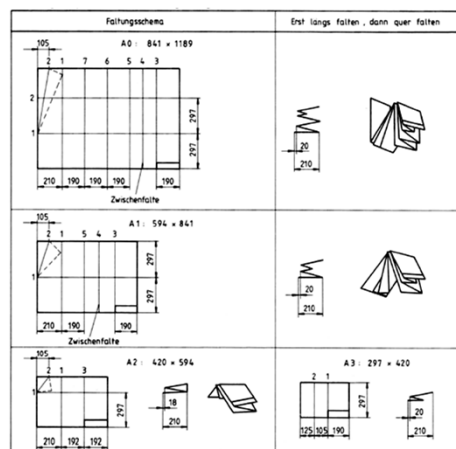 Faltungsschema
Erst längs falten, dann quer falten
A0: 841 × 1189
105
2 1 7 6 5 4 3
2
1
297
297
210 190 190 190 190
Zwischenfalte
20
210
A1: 594 × 841
105
2 1 5 4 3
1
297
297
210 190 190
Zwischenfalte
20
210
A2: 420 × 594
105
2 1 3
1
297
210 192 192
18
210
A3: 297 × 420
2 1
297
125 105 190
20
210